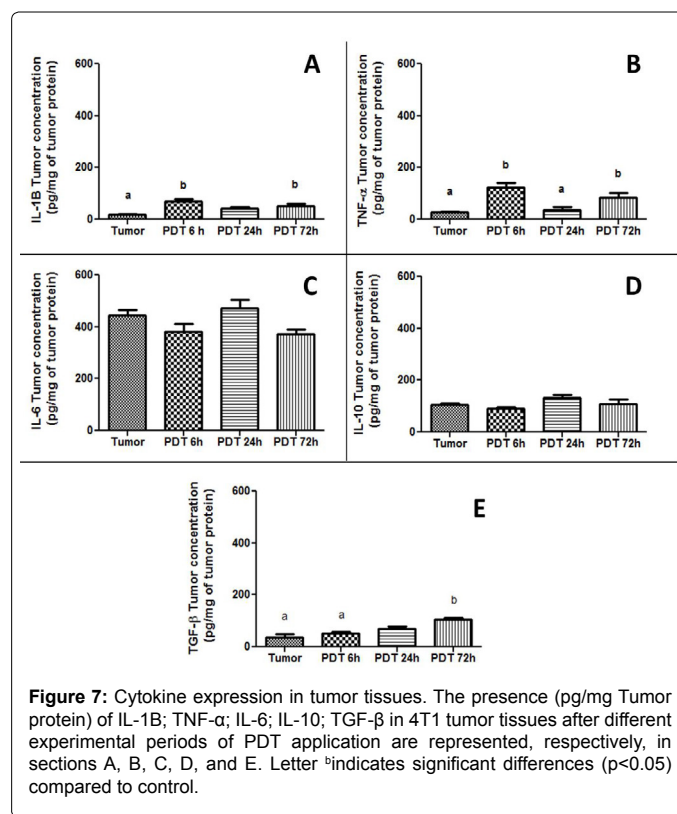 A
IL-1B Tumor concentration
(pg/mg of tumor protein)
600
400
200
0
a
b
b
Tumor PDT 6 h PDT 24h PDT 72h
B
TNF-α Tumor concentration
(pg/mg of tumor protein)
600
400
200
0
a
b
a
b
Tumor PDT 6h PDT 24h PDT 72h
C
IL-6 Tumor concentration
(pg/mg of tumor protein)
600
400
200
0
Tumor PDT 6h PDT 24h PDT 72h
D
IL-10 Tumor concentration
(pg/mg of tumor protein)
600
400
200
0
Tumor PDT 6h PDT 24h PDT 72h
E
TGF-β Tumor concentration
(pg/mg of tumor protein)
600
400
200
0
a
a
b
Tumor PDT 6h PDT 24h PDT 72h
Figure 7: Cytokine expression in tumor tissues. The presence (pg/mg Tumor
protein) of IL-1B; TNF-α; IL-6; IL-10; TGF-β in 4T1 tumor tissues after different
experimental periods of PDT application are represented, respectively, in
sections A, B, C, D, and E. Letter ᵇindicates significant differences (p<0.05)
compared to control.